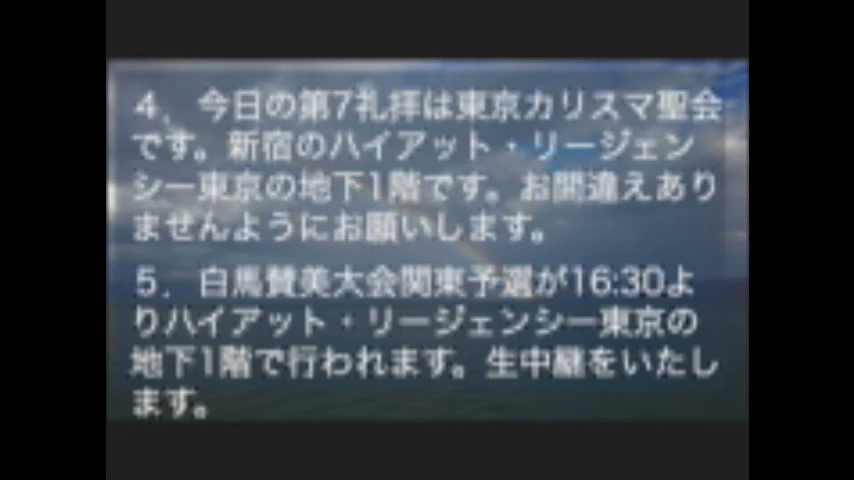 ４．今日の第7礼拝は東京カリスマ聖会
です。新宿のハイアット・リージェン
シー東京の地下1階です。お間違えあり
ませんようにお願いします。
５．白馬賛美大会関東予選が16:30よ
りハイアット・リージェンシー東京の
地下1階で行われます。生中継をいたし
ます。